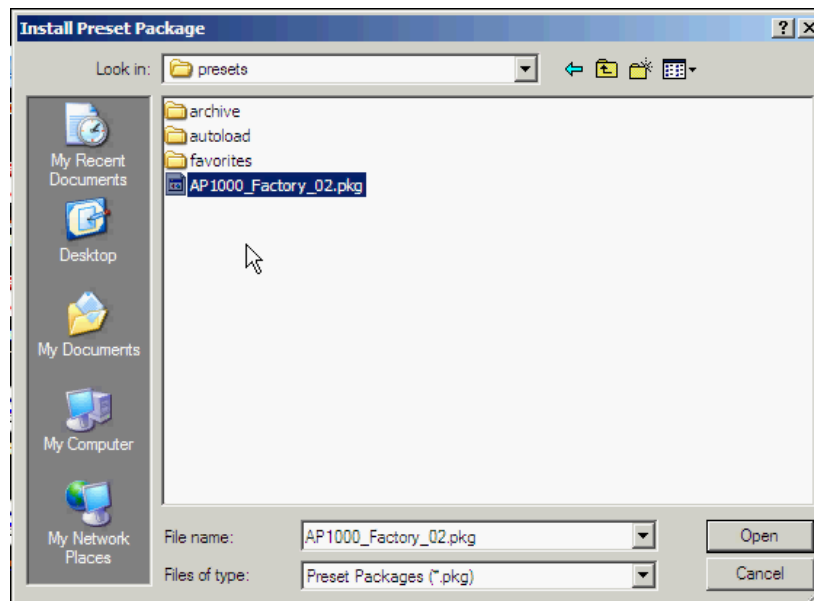 Install Preset Package
Look in: presets
My Recent
Documents
Desktop
My Documents
My Computer
My Network
Places
archive
autoload
favorites
AP1000_Factory_02.pkg
File name: AP1000_Factory_02.pkg Open
Files of type: Preset Packages (*.pkg) Cancel